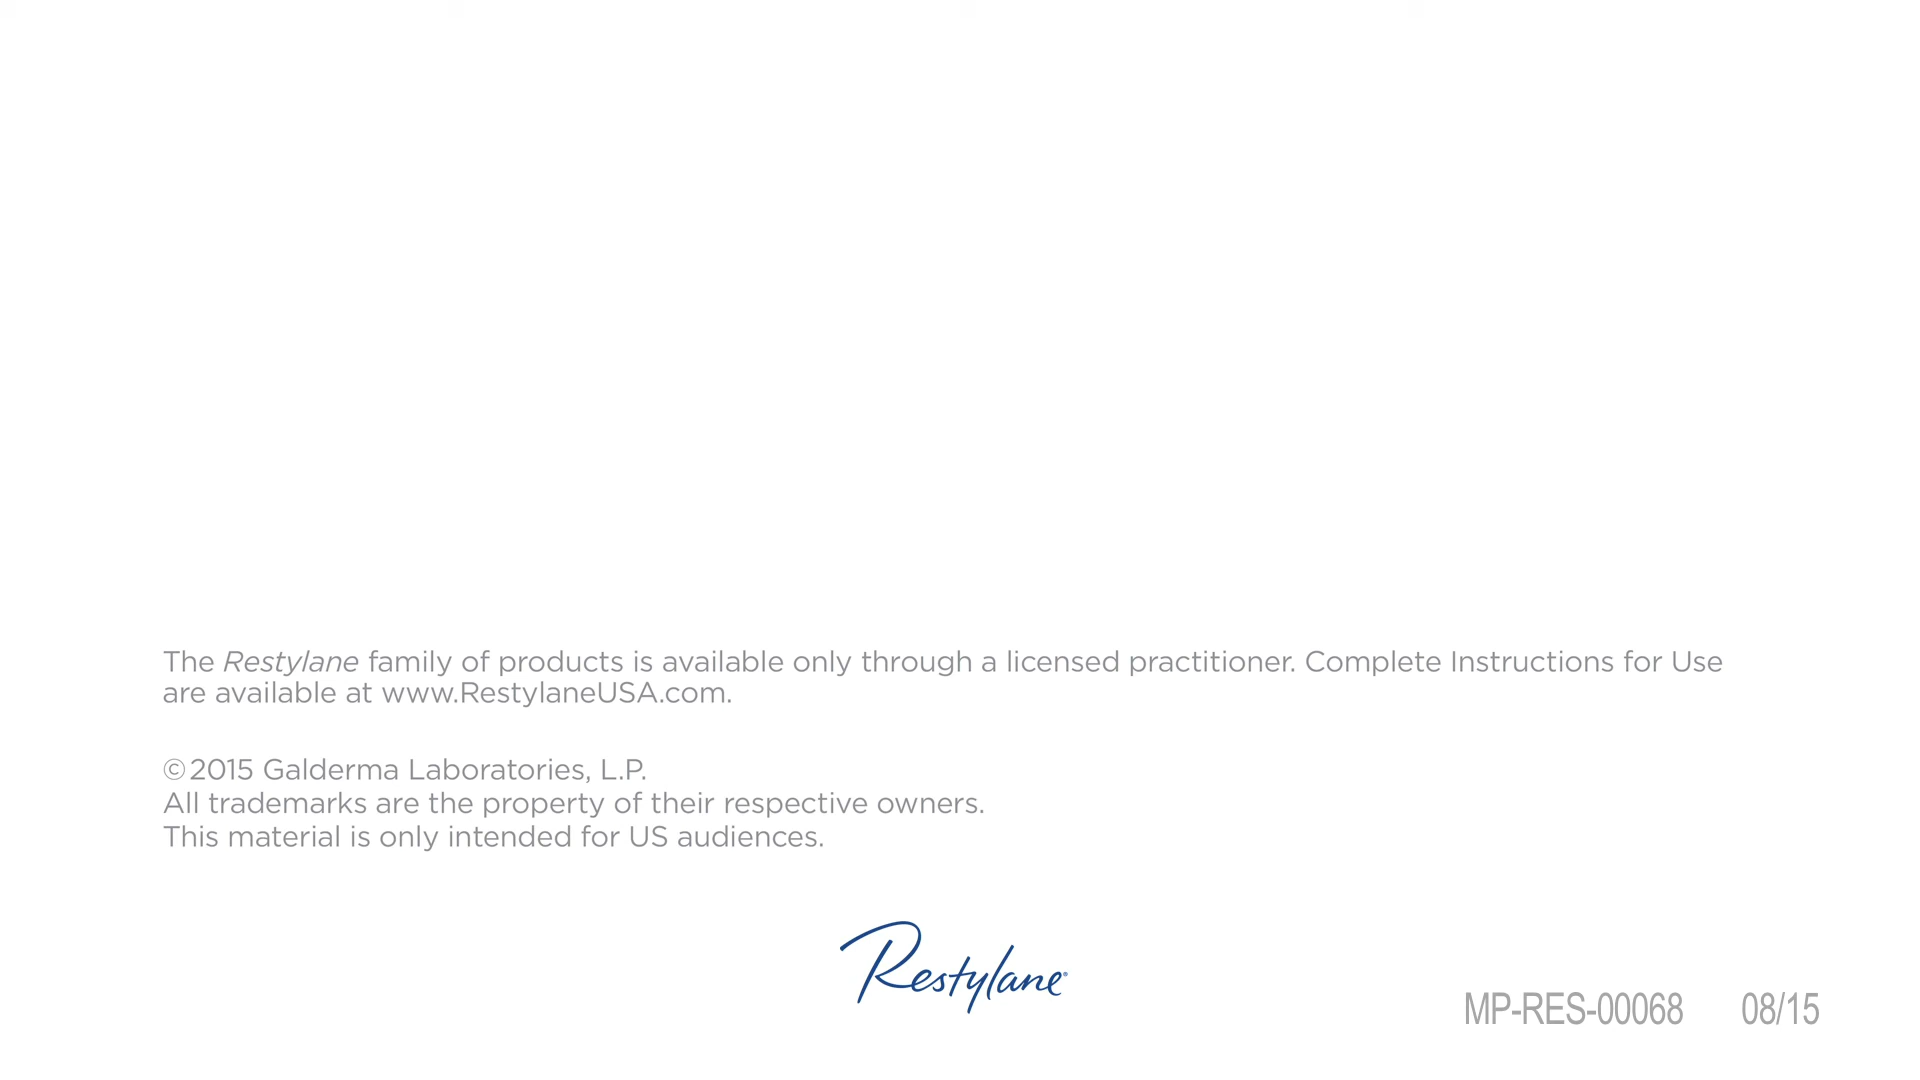 The Restylane family of products is available only through a licensed practitioner. Complete Instructions for Use
are available at www.RestylaneUSA.com.
©2015 Galderma Laboratories, L.P.
All trademarks are the property of their respective owners.
This material is only intended for US audiences.
Restylane®
MP-RES-00068 08/15